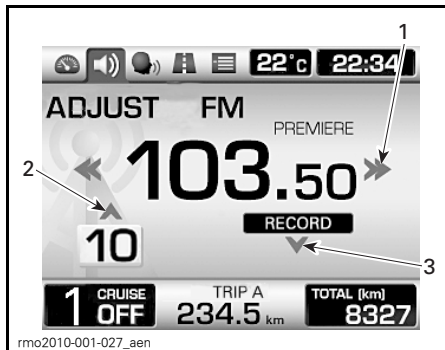 1
22°c 22:34
ADJUST FM
PREMIERE
2
103.50
RECORD
10
3
1 CRUISE OFF
TRIP A
234.5 km
TOTAL (km)
8327
rmo2010-001-027_aen